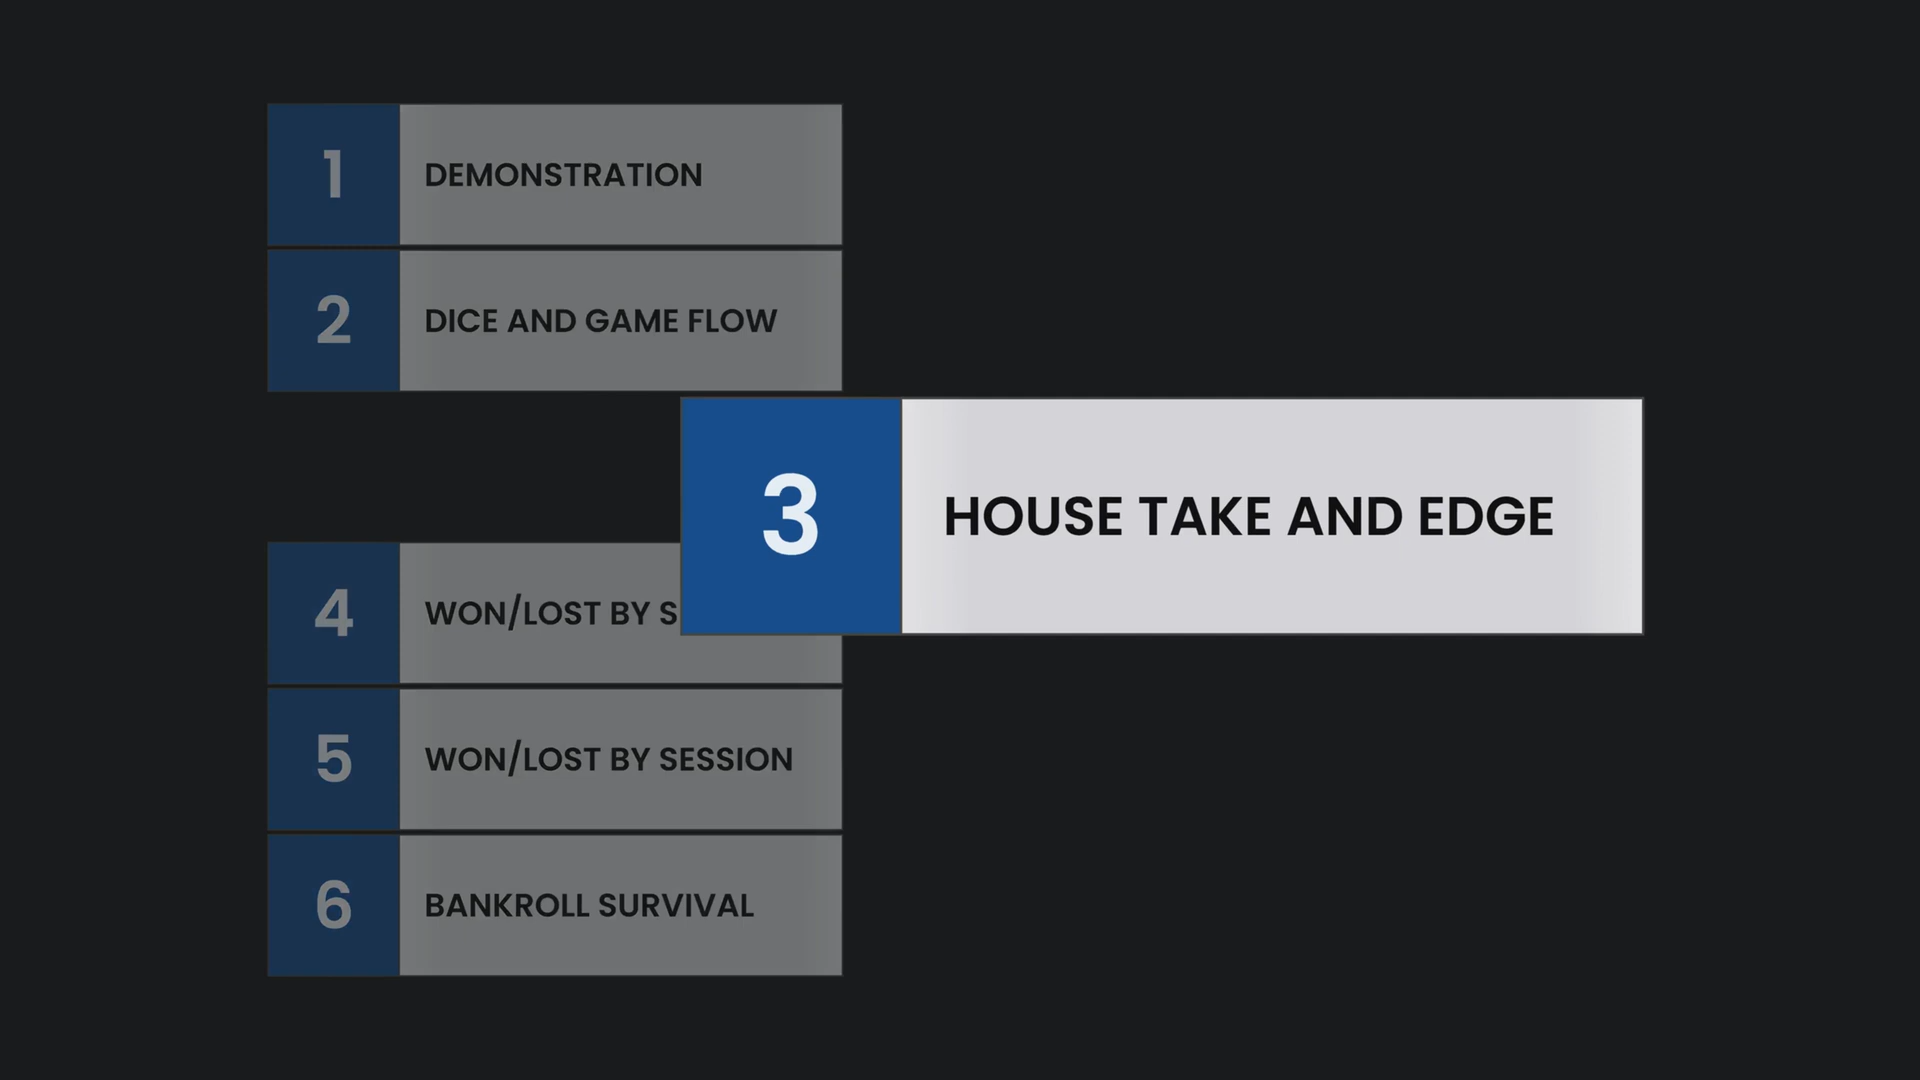 1 DEMONSTRATION
2 DICE AND GAME FLOW
3 HOUSE TAKE AND EDGE
4 WON/LOST BY S
5 WON/LOST BY SESSION
6 BANKROLL SURVIVAL